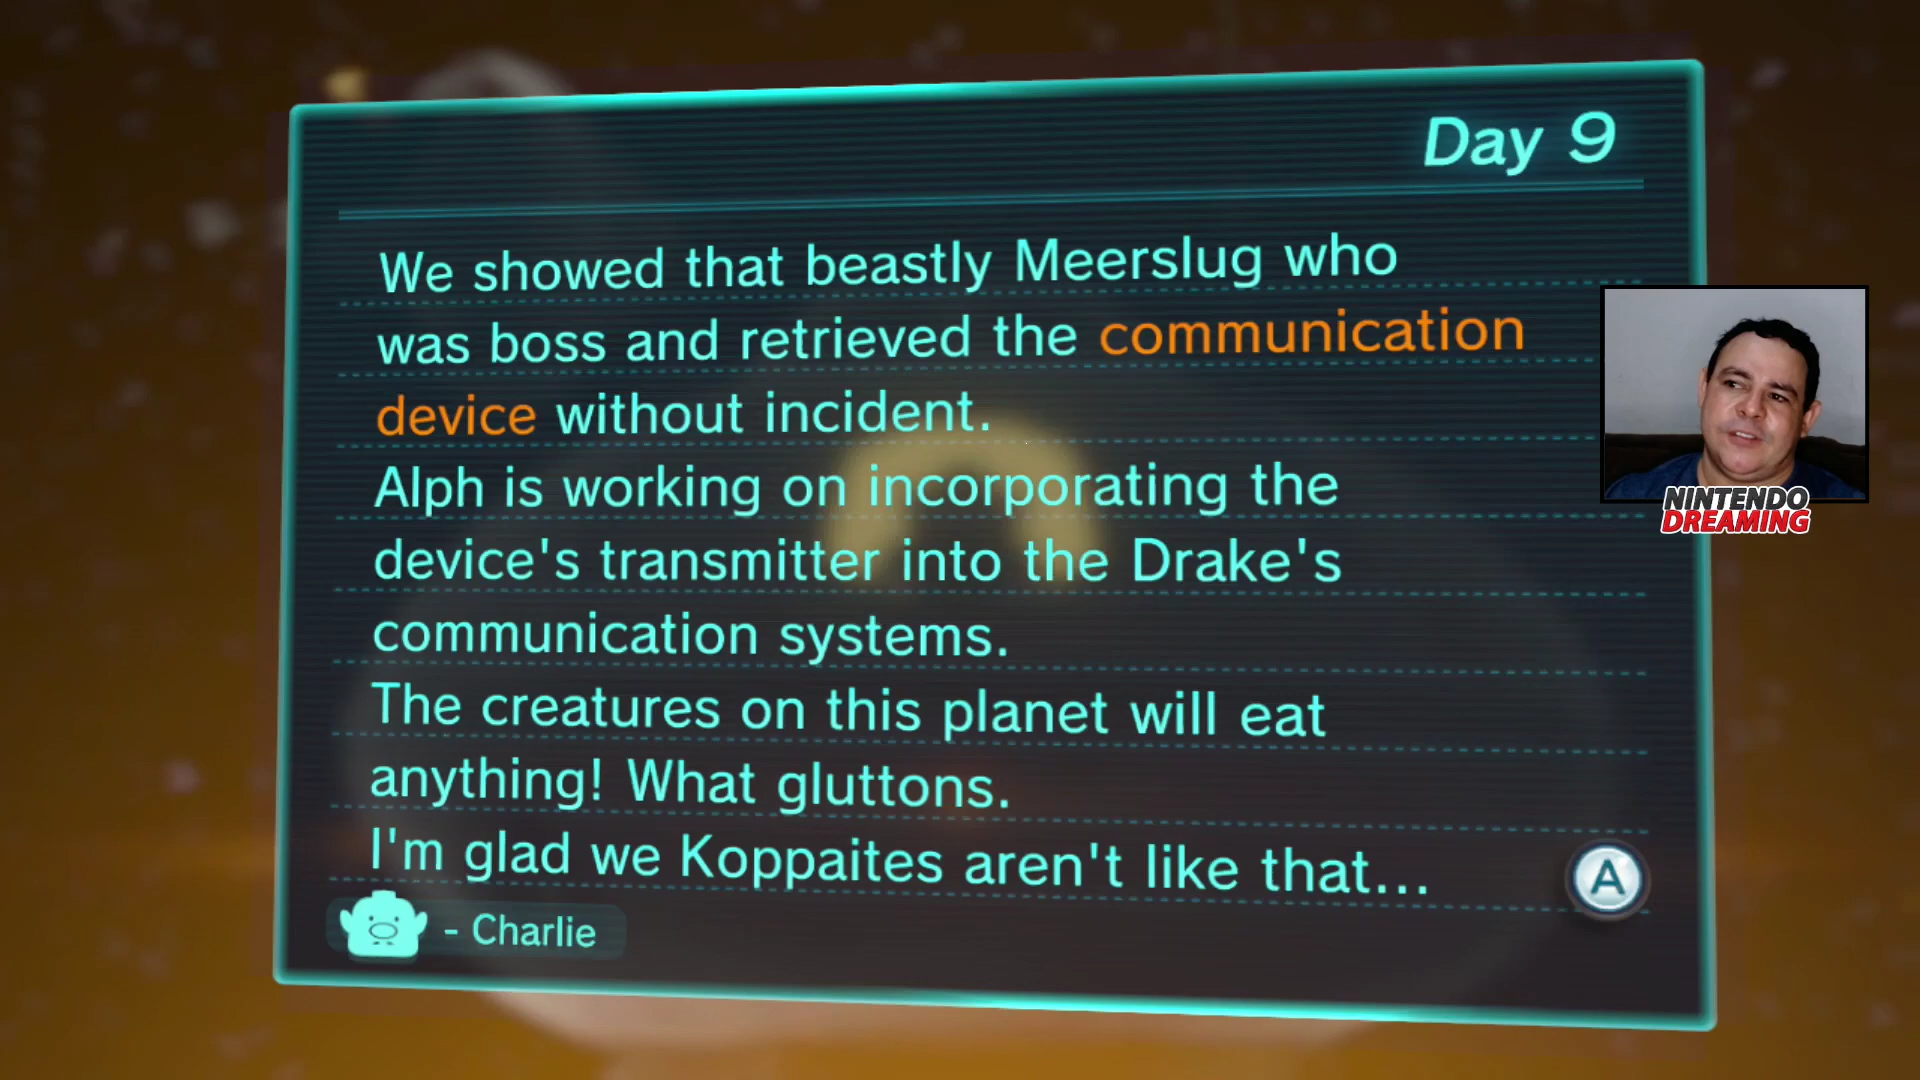 Day 9
We showed that beastly Meerslug who
was boss and retrieved the communication
device without incident.
Alph is working on incorporating the
device's transmitter into the Drake's
communication systems.
The creatures on this planet will eat
anything! What gluttons.
I'm glad we Koppaites aren't like that...
A
- Charlie
NINTENDO
DREAMING